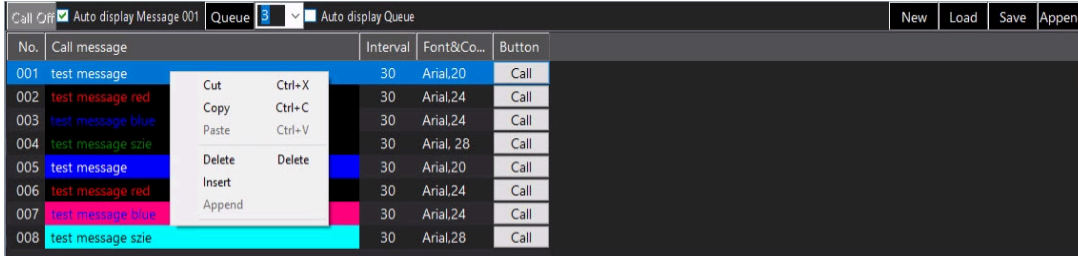 Call Off Auto display Message 001 Queue 3 Auto display Queue New Load Save Appen
No. Call message Interval Font&Co... Button
001 test message 30 Arial,20 Call
002 test message red 30 Arial,24 Call
003 test message blue 30 Arial,24 Call
004 test message szie 30 Arial, 28 Call
005 test message 30 Arial,20 Call
006 test message red 30 Arial,24 Call
007 test message blue 30 Arial,24 Call
008 test message szie 30 Arial,28 Call
Cut Ctrl+X
Copy Ctrl+C
Paste Ctrl+V
Delete Delete
Insert
Append